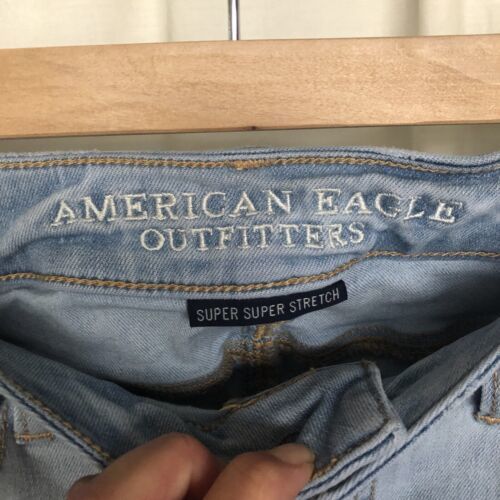 AMERICAN EAGLE
OUTFITTERS
SUPER SUPER STRETCH